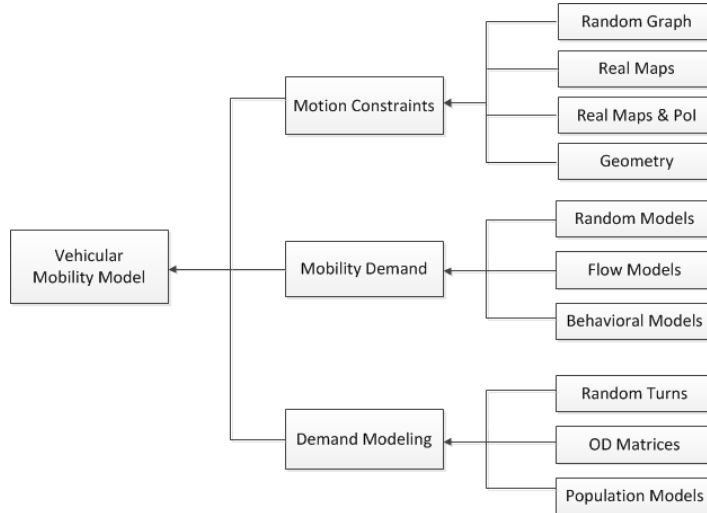 Random Graph
Real Maps
Motion Constraints
Real Maps & PoI
Geometry
Random Models
Vehicular
Mobility Model
Mobility Demand
Flow Models
Behavioral Models
Random Turns
Demand Modeling
OD Matrices
Population Models